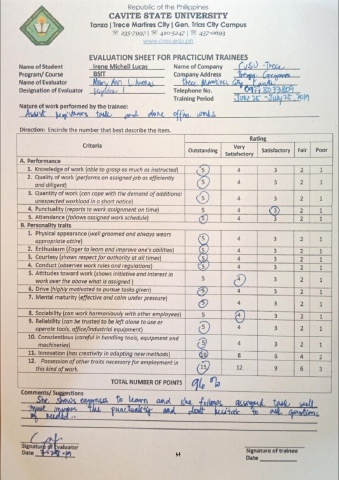 Republic of the Philippines
CAVITE STATE UNIVERSITY
Tanza | Trece Martires City | Gen. Trias City Campus
www.cvsu.edu.ph
EVALUATION SHEET FOR PRACTICUM TRAINEES
Name of Student Irene Michell Lucas Name of Company CvSU - Trece
Program/ Course BSIT Company Address
Name of Evaluator Mary Ann Trece Martires City, Cavite
Designation of Evaluator Telephone No.
Training Period June 25 - July 25, 2019
Nature of work performed by the trainee:
Assist registrar's task and done office works
Direction: Encircle the number that best describe the item.
Criteria Rating
Outstanding Very Satisfactory Satisfactory Fair Poor
A. Performance
1. Knowledge of work (able to grasp as much as instructed) 5 4 3 2 1
2. Quality of work (performs an assigned job as efficiently and diligent) 5 4 3 2 1
3. Quantity of work (can cope with the demand of additional unexpected workload in a short notice) 5 4 3 2 1
4. Punctuality (reports to work assignment on time) 5 4 3 2 1
5. Attendance (follows assigned work schedule) 5 4 3 2 1
B. Personality traits
1. Physical appearance (well groomed and always wears appropriate attire) 5 4 3 2 1
2. Enthusiasm (Eager to learn and improve one's abilities) 5 4 3 2 1
3. Courtesy (shows respect for authority at all times) 5 4 3 2 1
4. Conduct (observes work rules and regulations) 5 4 3 2 1
5. Attitudes toward work (shows initiative and interest in work over the above what is assigned ) 5 4 3 2 1
6. Drive (highly motivated to pursue tasks given) 5 4 3 2 1
7. Mental maturity (effective and calm under pressure) 5 4 3 2 1
8. Sociability (can work harmoniously with other employees) 5 4 3 2 1
9. Reliability (can be trusted to be left alone to use or operate tools, office/industrial equipment) 5 4 3 2 1
10. Conscientious (careful in handling tools, equipment and machineries) 5 4 3 2 1
11. Innovation (has creativity in adapting new methods) 10 8 6 4 2
12. Possession of other traits necessary for employment in this kind of work. 15 12 9 6 3
TOTAL NUMBER OF POINTS 96 %
Comments/ Suggestions
She shows eagerness to learn and she follows assigned task well
must improve the punctuality and don't hesitate to ask questions
if needed..
Signature of Evaluator Signature of trainee
Date Date